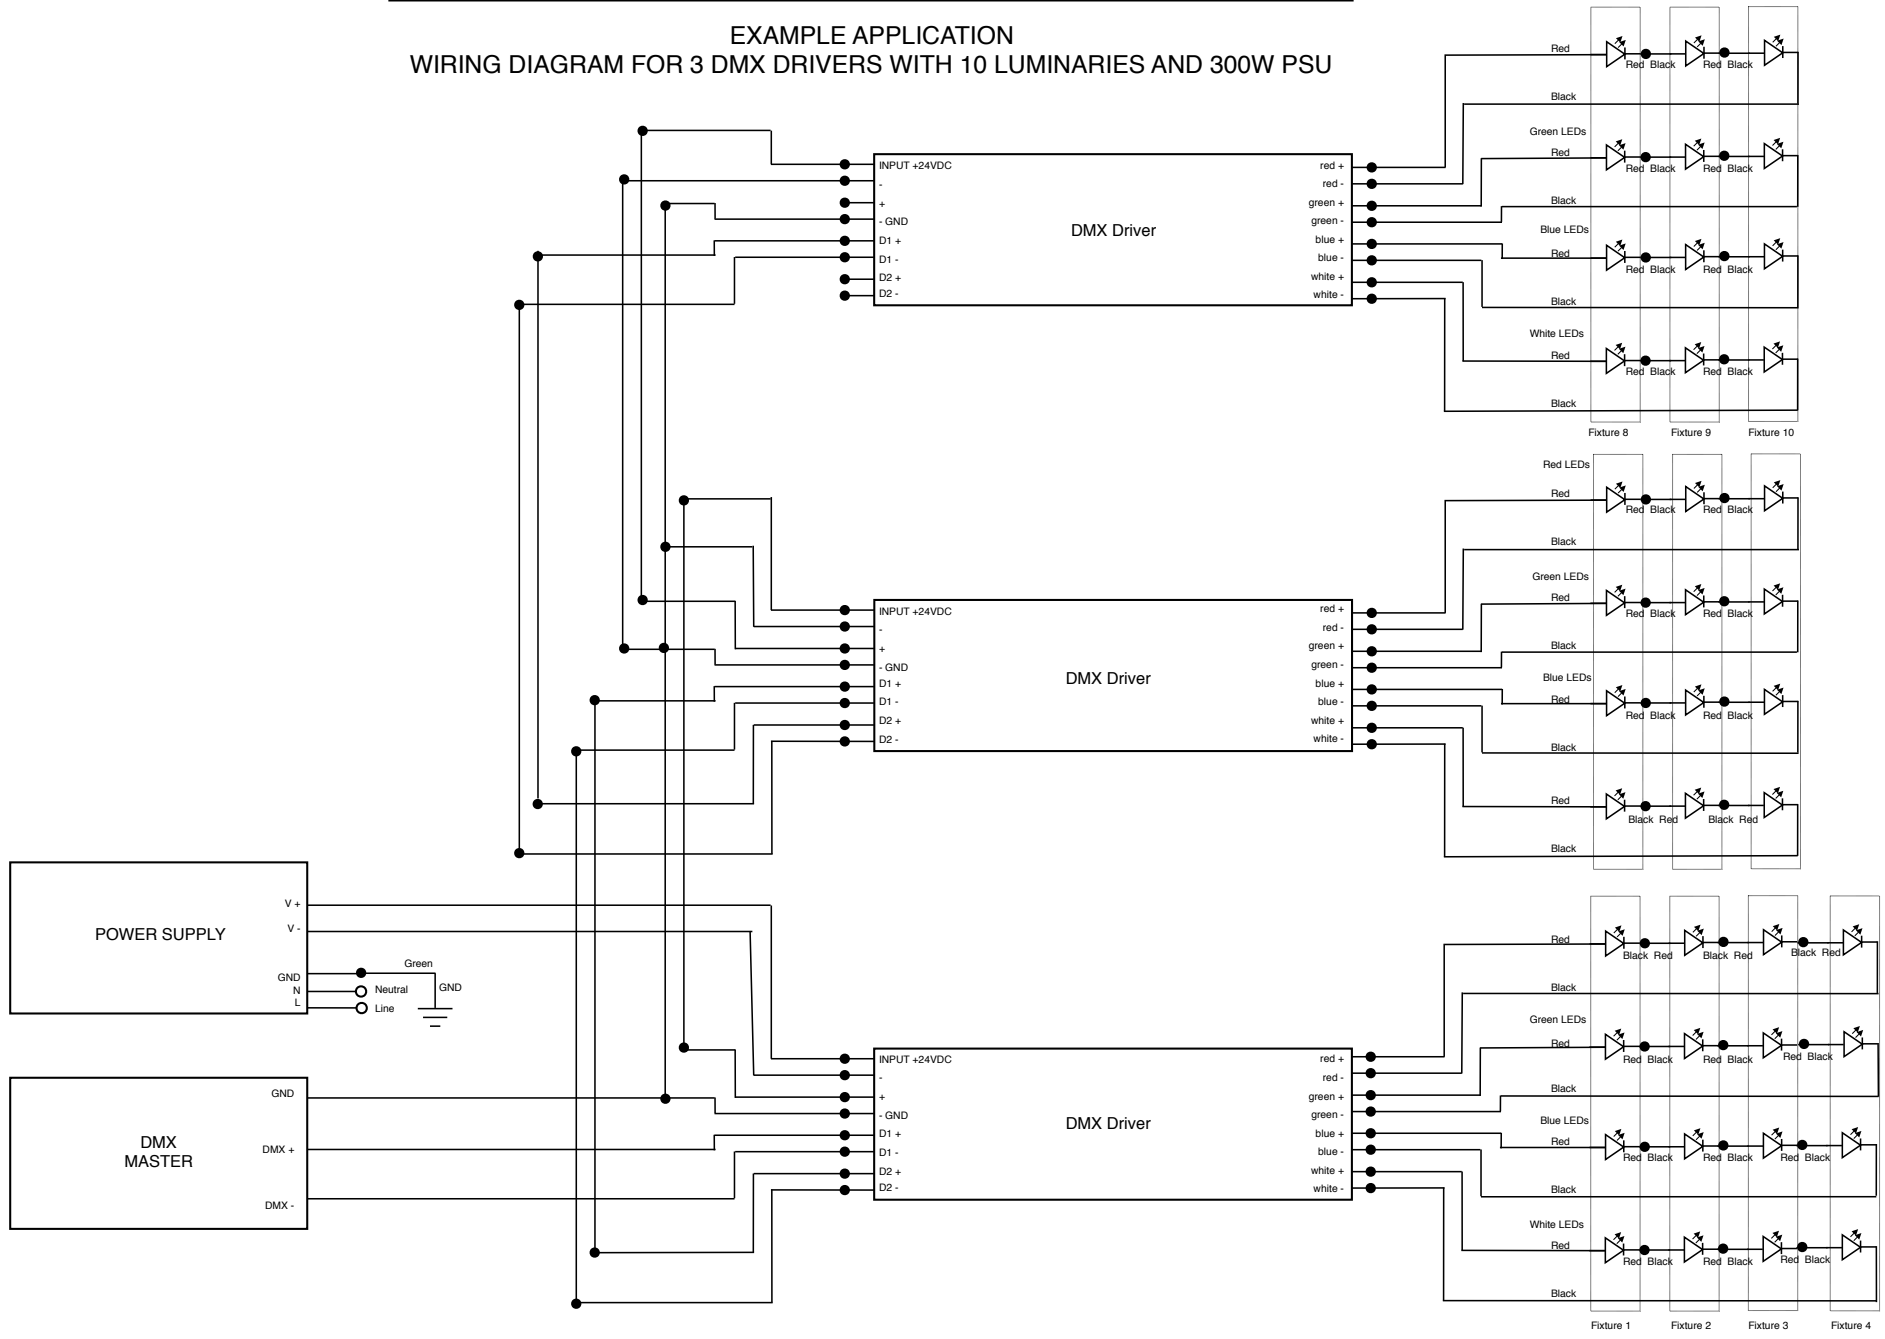 EXAMPLE APPLICATION
WIRING DIAGRAM FOR 3 DMX DRIVERS WITH 10 LUMINARIES AND 300W PSU
INPUT +24VDC
-
+
- GND
D1 +
D1 -
D2 +
D2 -
DMX Driver
red +
red -
green +
green -
blue +
blue -
white +
white -
Red
Red Black Red Black
Black
Green LEDs
Red
Red Black Red Black
Black
Blue LEDs
Red
Red Black Red Black
Black
White LEDs
Red
Red Black Red Black
Black
Fixture 8 Fixture 9 Fixture 10
INPUT +24VDC
-
+
- GND
D1 +
D1 -
D2 +
D2 -
DMX Driver
red +
red -
green +
green -
blue +
blue -
white +
white -
Red LEDs
Red
Red Black Red Black
Black
Green LEDs
Red
Red Black Red Black
Black
Blue LEDs
Red
Red Black Red Black
Black
Red
Black Red Black Red
Black
POWER SUPPLY
V +
V -
GND
N
L
Green
Neutral
Line
GND
DMX
MASTER
GND
DMX +
DMX -
INPUT +24VDC
-
+
- GND
D1 +
D1 -
D2 +
D2 -
DMX Driver
red +
red -
green +
green -
blue +
blue -
white +
white -
Red
Black Red Black Red Black Red
Black
Green LEDs
Red
Red Black Red Black Red Black
Black
Blue LEDs
Red
Red Black Red Black Red Black
Black
White LEDs
Red
Red Black Red Black Red Black
Black
Fixture 1 Fixture 2 Fixture 3 Fixture 4